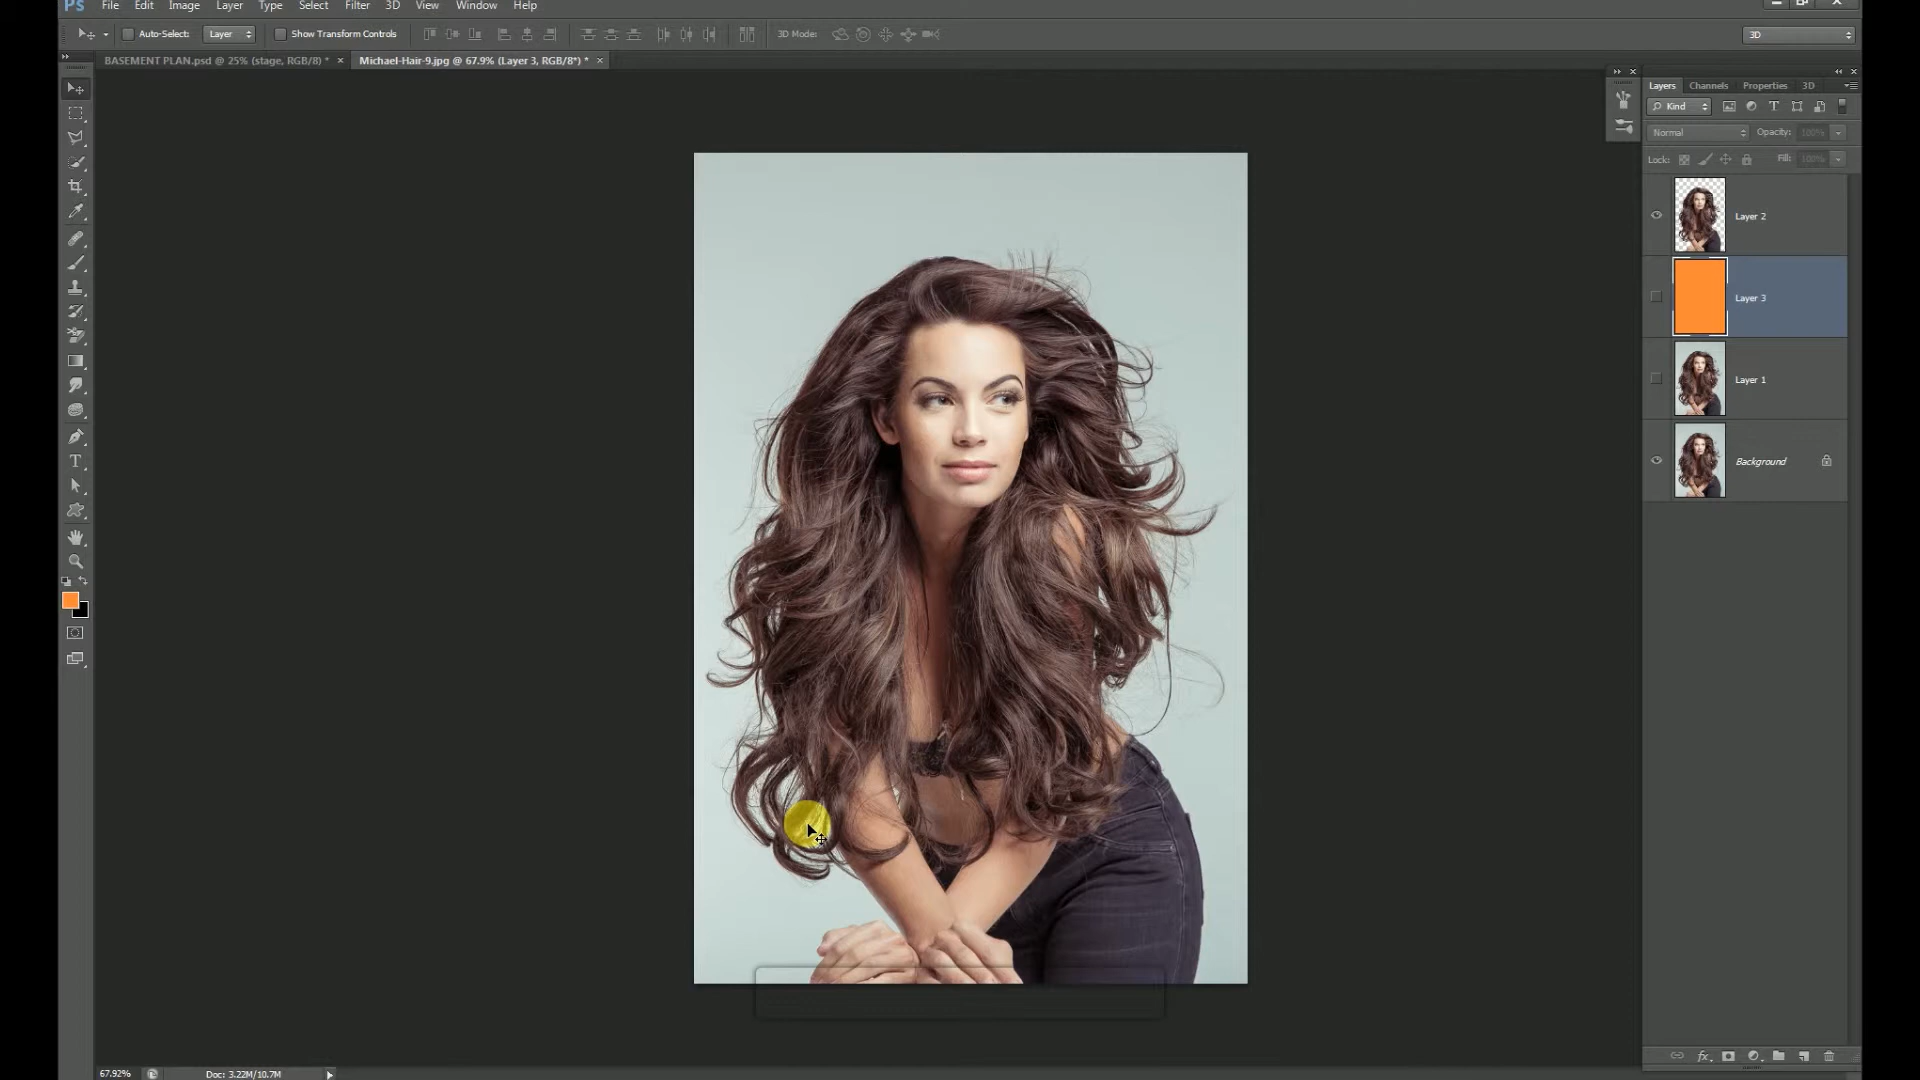 Ps File Edit Image Layer Type Select Filter 3D View Window Help
Auto-Select: Layer Show Transform Controls 3D Mode: 3D
BASEMENT PLAN.psd @ 25% (stage, RGB/8) * × Michael-Hair-9.jpg @ 67.9% (Layer 3, RGB/8*) * ×
Layers Channels Properties 3D
Kind
Normal Opacity: 100%
Lock: Fill: 100%
Layer 2
Layer 3
Layer 1
Background
67.92% Doc: 3.22M/10.7M